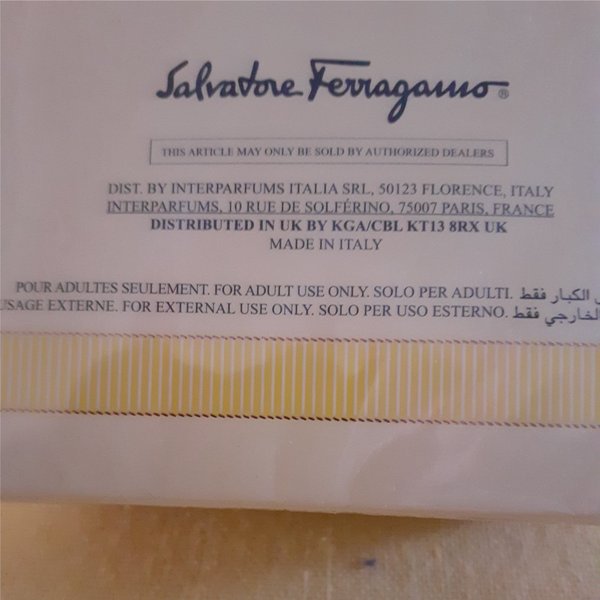 Salvatore Ferragamo®
THIS ARTICLE MAY ONLY BE SOLD BY AUTHORIZED DEALERS
DIST. BY INTERPARFUMS ITALIA SRL, 50123 FLORENCE, ITALY
INTERPARFUMS, 10 RUE DE SOLFÉRINO, 75007 PARIS, FRANCE
DISTRIBUTED IN UK BY KGA/CBL KT13 8RX UK
MADE IN ITALY
POUR ADULTES SEULEMENT. FOR ADULT USE ONLY. SOLO PER ADULTI. الكبار فقط
USAGE EXTERNE. FOR EXTERNAL USE ONLY. SOLO PER USO ESTERNO. الخارجي فقط